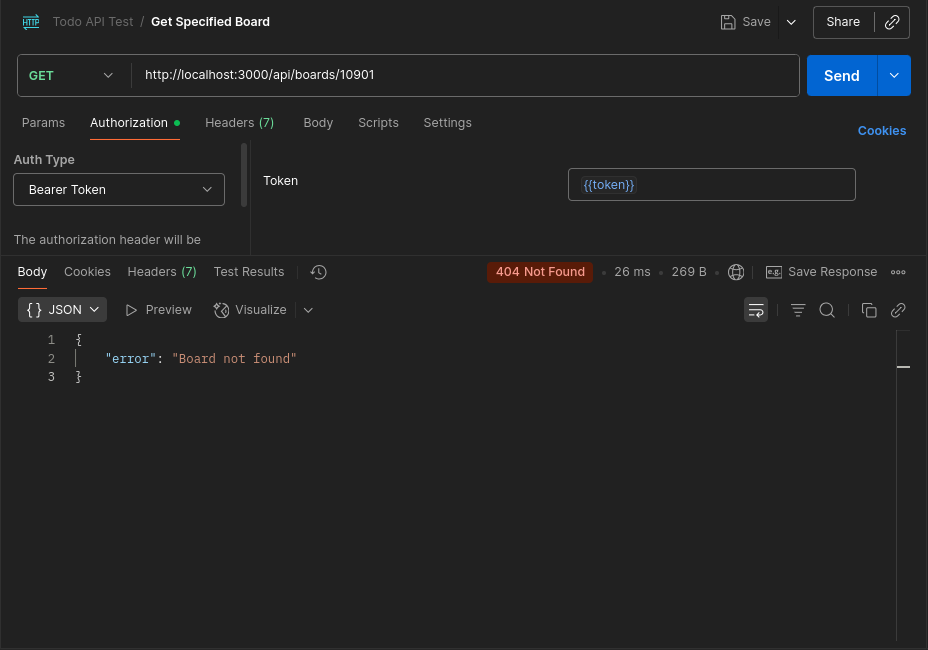 HTTP Todo API Test / Get Specified Board Save Share
GET http://localhost:3000/api/boards/10901 Send
Params Authorization Headers (7) Body Scripts Settings Cookies
Auth Type
Token {{token}}
Bearer Token
The authorization header will be
Body Cookies Headers (7) Test Results 404 Not Found • 26 ms • 269 B • e.g. Save Response
{} JSON Preview Visualize
1 {
2 "error": "Board not found"
3 }